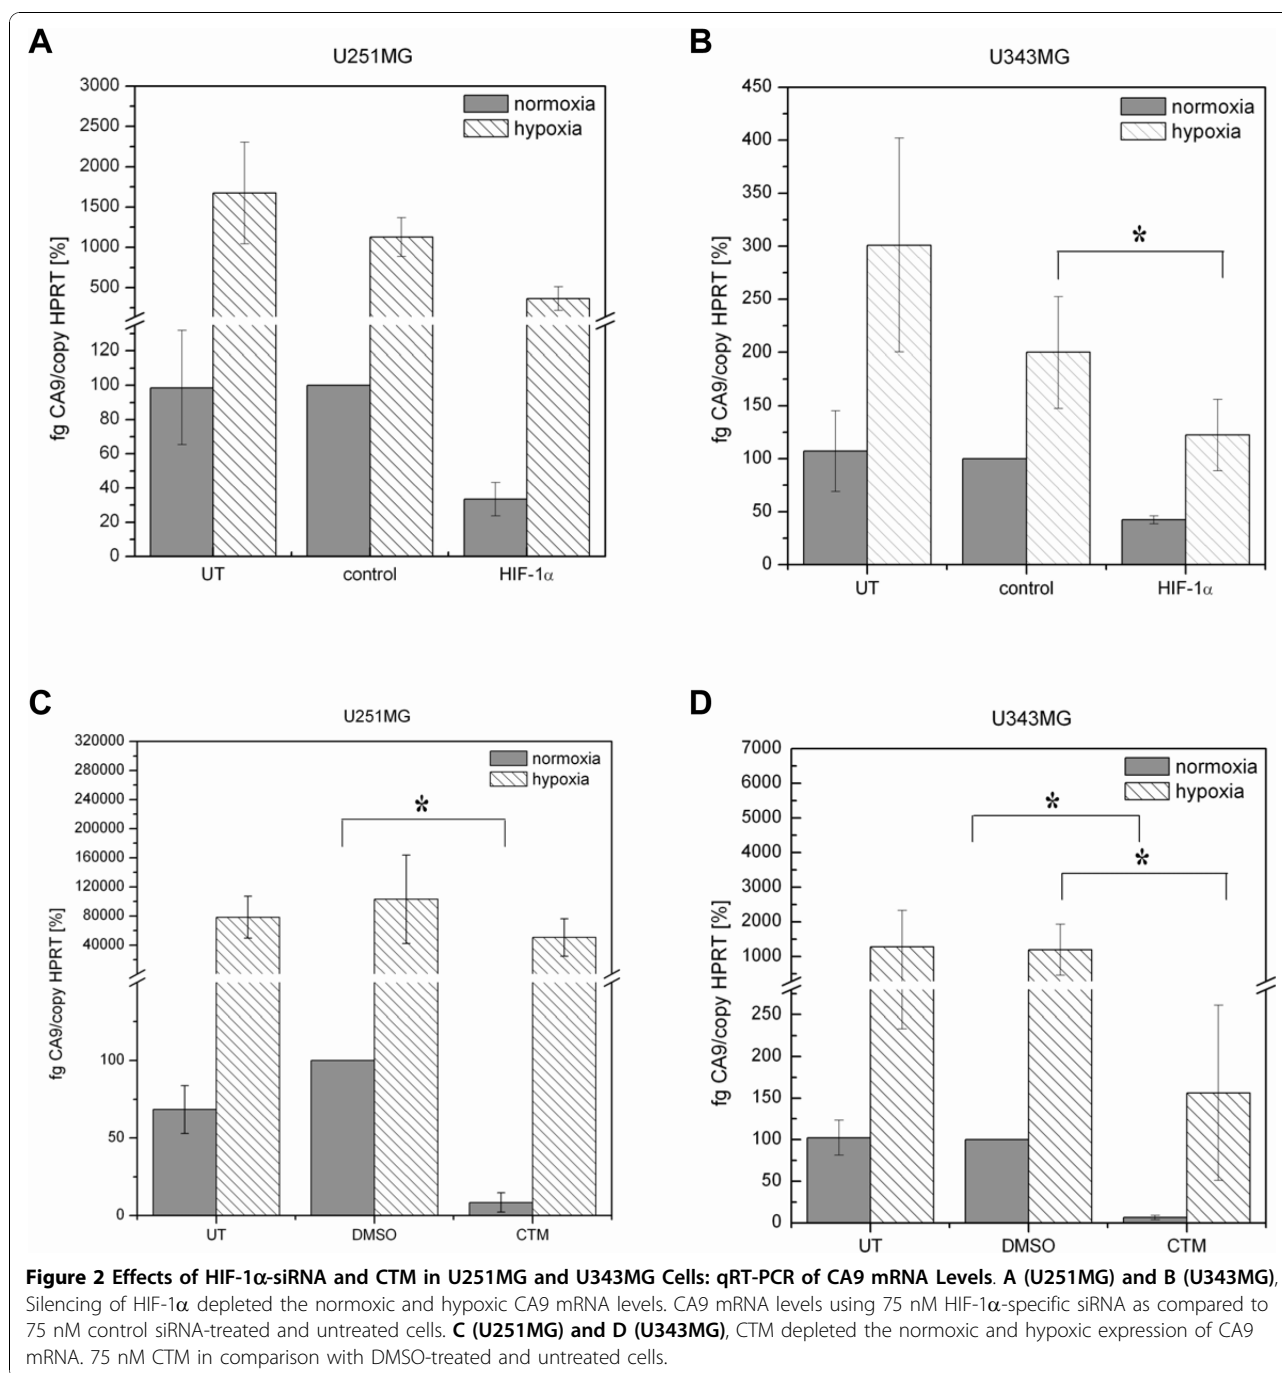 A
U251MG
3000
2500
2000
1500
1000
500
120
100
80
60
40
20
0
fg CA9/copy HPRT [%]
normoxia
hypoxia
UT control HIF-1α
B
U343MG
450
400
350
300
250
200
150
100
50
0
fg CA9/copy HPRT [%]
normoxia
hypoxia
*
UT control HIF-1α
C
U251MG
320000
280000
240000
200000
160000
120000
80000
40000
100
50
0
fg CA9/copy HPRT [%]
normoxia
hypoxia
*
UT DMSO CTM
D
U343MG
7000
6000
5000
4000
3000
2000
1000
250
200
150
100
50
0
fg CA9/copy HPRT [%]
normoxia
hypoxia
*
*
UT DMSO CTM
Figure 2 Effects of HIF-1α-siRNA and CTM in U251MG and U343MG Cells: qRT-PCR of CA9 mRNA Levels. A (U251MG) and B (U343MG),
Silencing of HIF-1α depleted the normoxic and hypoxic CA9 mRNA levels. CA9 mRNA levels using 75 nM HIF-1α-specific siRNA as compared to
75 nM control siRNA-treated and untreated cells. C (U251MG) and D (U343MG), CTM depleted the normoxic and hypoxic expression of CA9
mRNA. 75 nM CTM in comparison with DMSO-treated and untreated cells.